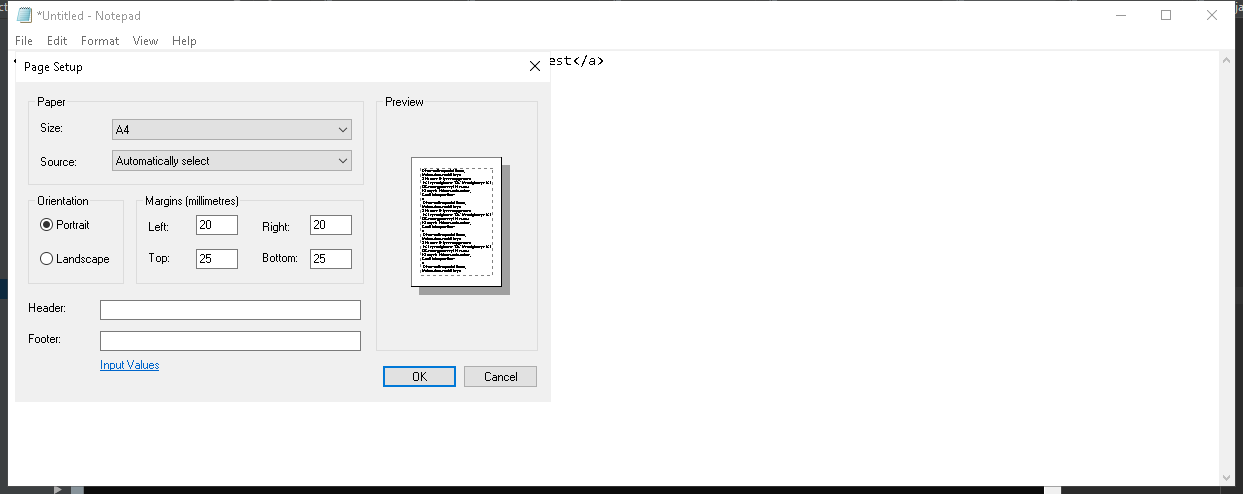 *Untitled - Notepad
File Edit Format View Help
est</a>
Page Setup
Paper
Size: A4
Source: Automatically select
Orientation
Portrait
Landscape
Margins (millimetres)
Left: 20 Right: 20
Top: 25 Bottom: 25
Header:
Footer:
Input Values
Preview
OK Cancel